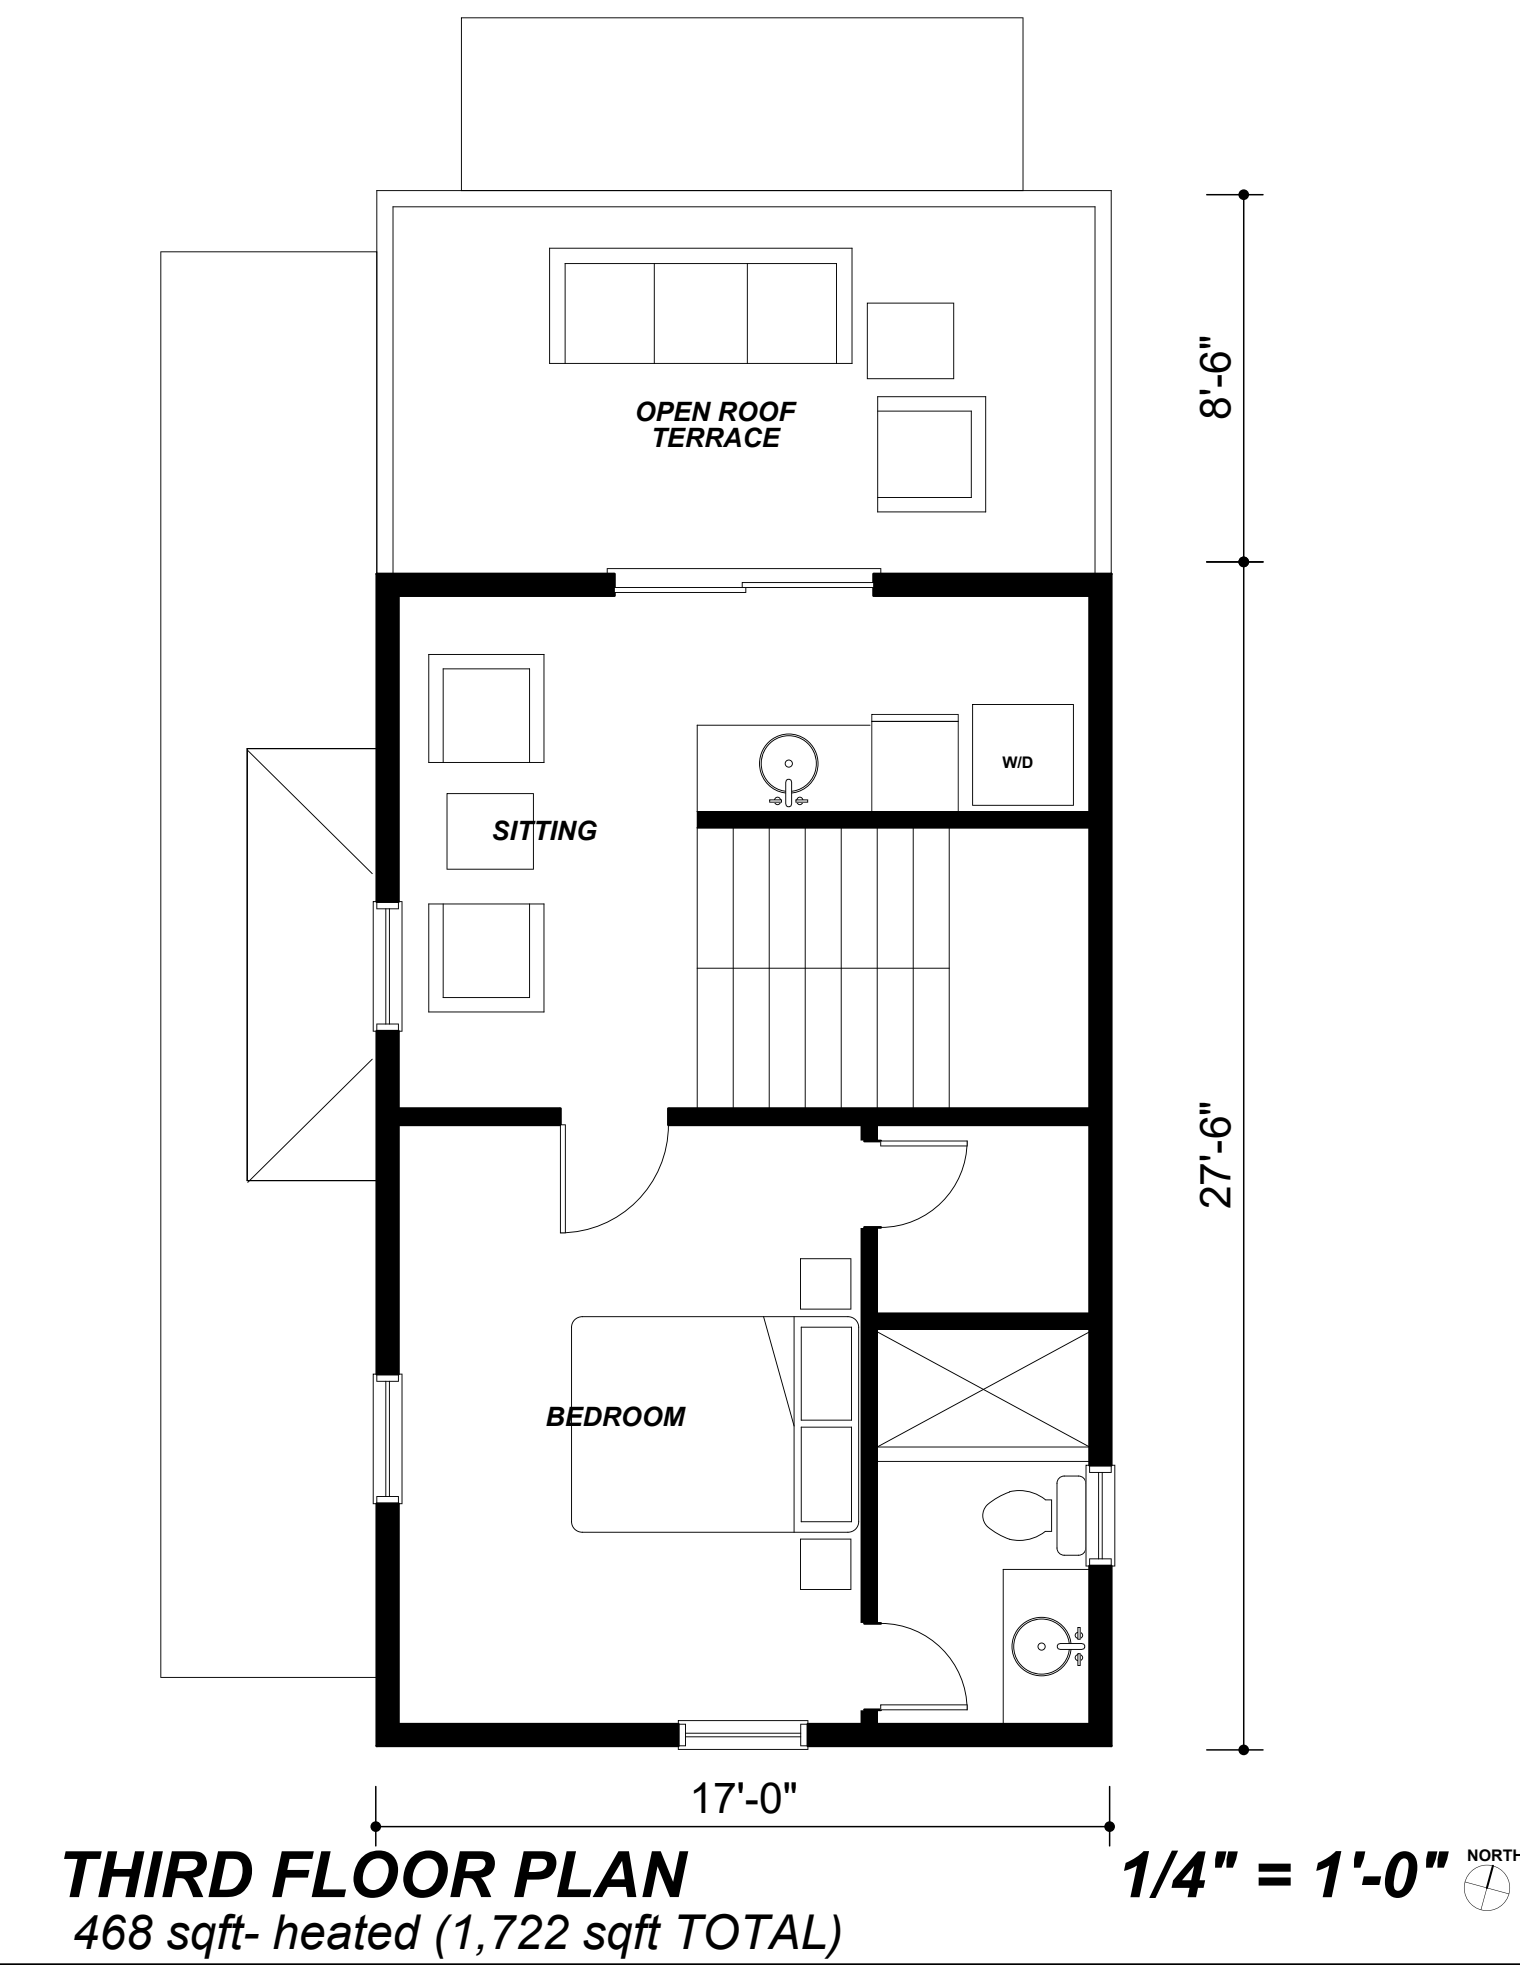 8'-6"
OPEN ROOF
TERRACE
W/D
SITTING
27'-6"
BEDROOM
17'-0"
THIRD FLOOR PLAN
1/4" = 1'-0"
NORTH
468 sqft- heated (1,722 sqft TOTAL)